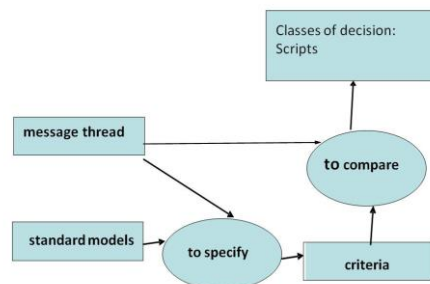 Classes of decision:
Scripts
message thread
to compare
standard models
to specify
criteria